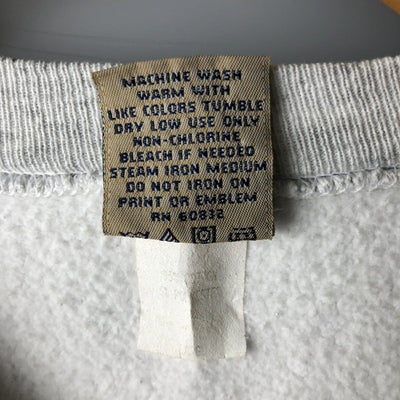 MACHINE WASH
WARM WITH
LIKE COLORS TUMBLE
DRY LOW USE ONLY
NON-CHLORINE
BLEACH IF NEEDED
STEAM IRON MEDIUM
DO NOT IRON ON
PRINT OR EMBLEM
RN 60832